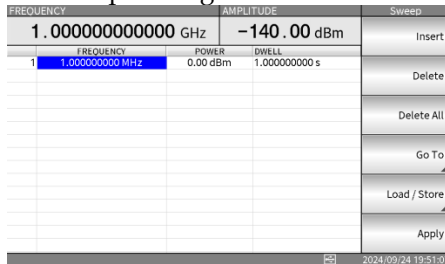 FREQUENCY AMPLITUDE Sweep
1.000000000000 GHz -140.00 dBm
Insert
FREQUENCY POWER DWELL
1 1.000000000 MHz 0.00 dBm 1.000000000 s
Delete
Delete All
Go To
Load / Store
Apply
2024/09/24 19:51:0